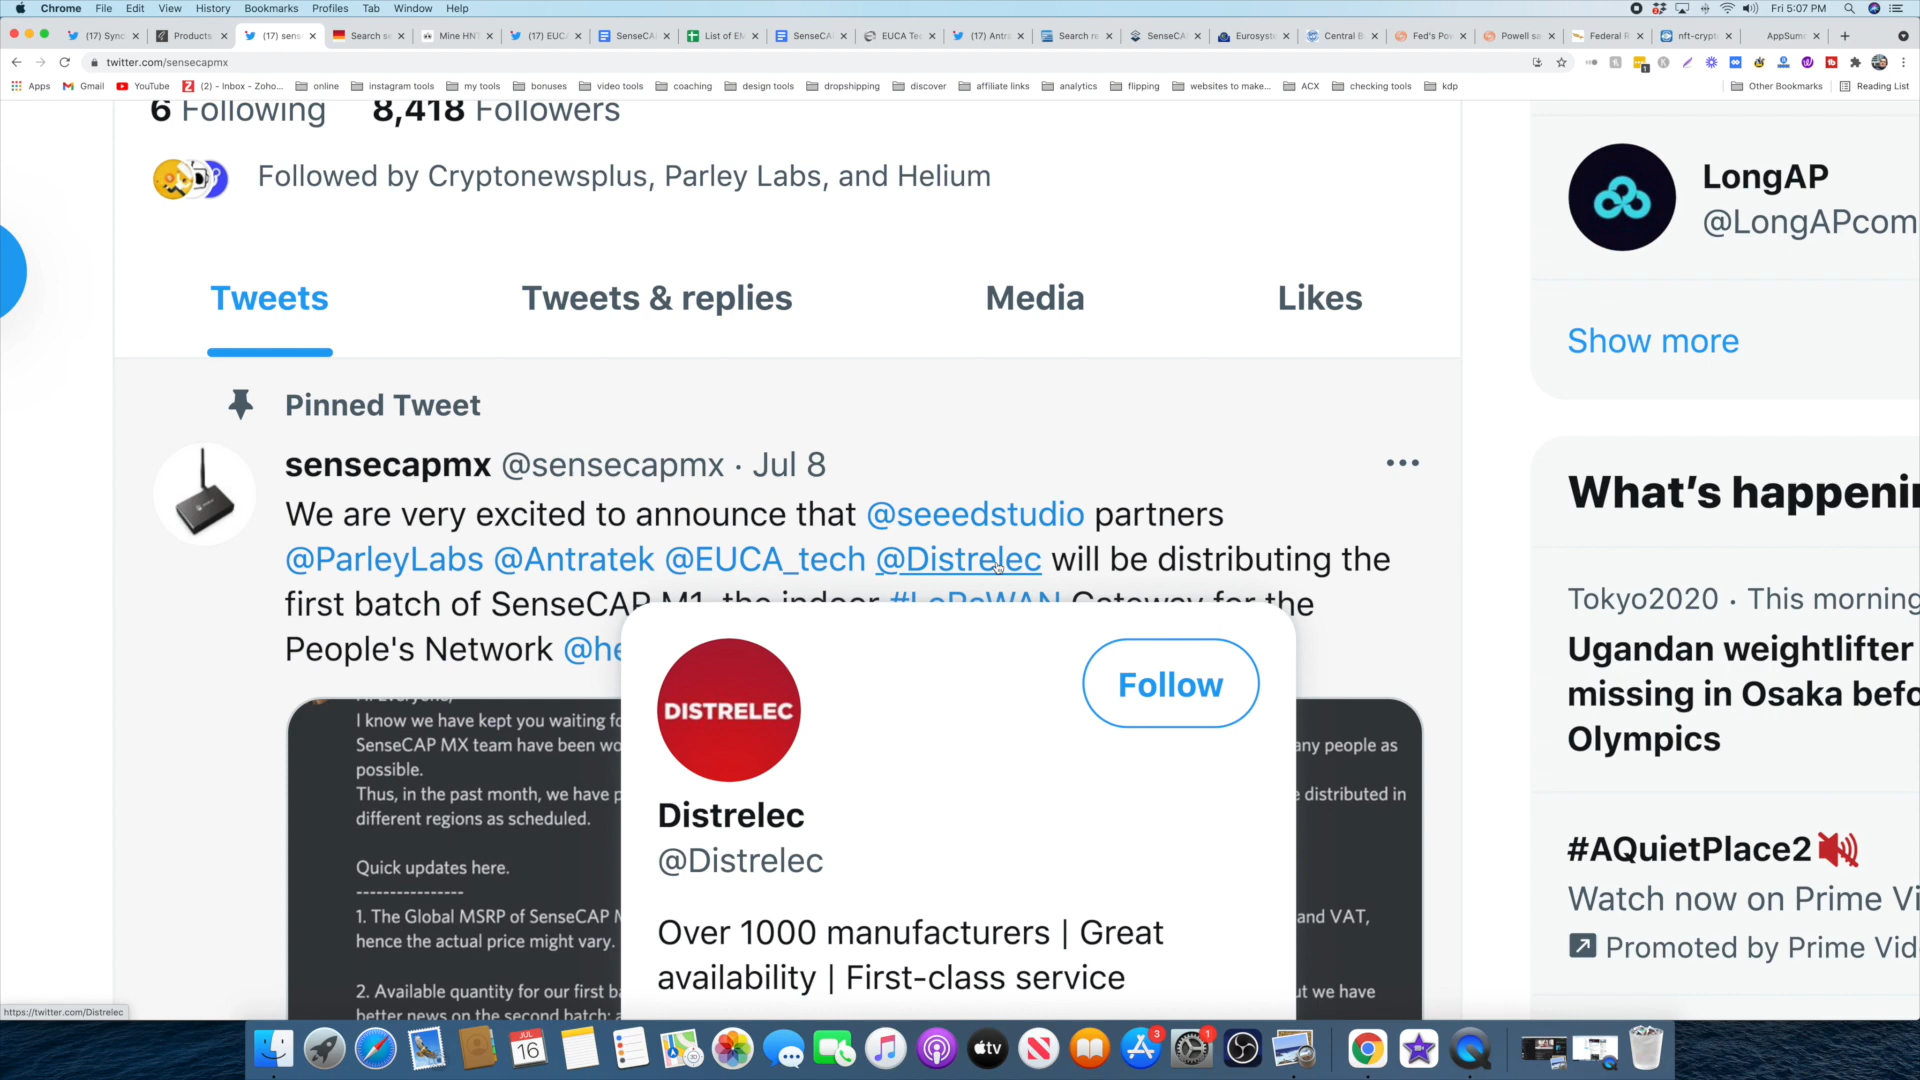 Chrome File Edit View History Bookmarks Profiles Tab Window Help
Fri 5:07 PM
(17) Sync
Products
(17) sens
Search se
Mine HNT
(17) EUC
SenseCA
List of EM
SenseCA
EUCA Tec
(17) Antra
Search re
SenseCA
Eurosyste
Central B
Fed's Po
Powell sa
Federal R
nft-crypt
AppSumo
twitter.com/sensecapmx
Apps Gmail YouTube (2) - Inbox - Zoho... online instagram tools my tools bonuses video tools coaching design tools dropshipping discover affiliate links analytics flipping websites to make... ACX checking tools kdp Other Bookmarks Reading List
6 Following 8,418 Followers
Followed by Cryptonewsplus, Parley Labs, and Helium
Tweets Tweets & replies Media Likes
Pinned Tweet
sensecapmx @sensecapmx · Jul 8
We are very excited to announce that @seeedstudio partners
@ParleyLabs @Antratek @EUCA_tech @Distrelec will be distributing the
first batch of SenseCAP M1, the indoor #LoRaWAN Gateway for the
People's Network @he
I know we have kept you waiting fo
SenseCAP MX team have been wo
any people as
possible.
Thus, in the past month, we have p
e distributed in
different regions as scheduled.
Quick updates here.
----------------
1. The Global MSRP of SenseCAP M
and VAT,
hence the actual price might vary.
2. Available quantity for our first ba
ut we have
better news on the second batch:
DISTRELEC
Follow
Distrelec
@Distrelec
Over 1000 manufacturers | Great
availability | First-class service
LongAP
@LongAPcom
Show more
What's happenin
Tokyo2020 · This morning
Ugandan weightlifter
missing in Osaka befo
Olympics
#AQuietPlace2
Watch now on Prime Vi
Promoted by Prime Vid
https://twitter.com/Distrelec
JUL
16
tv
3
1